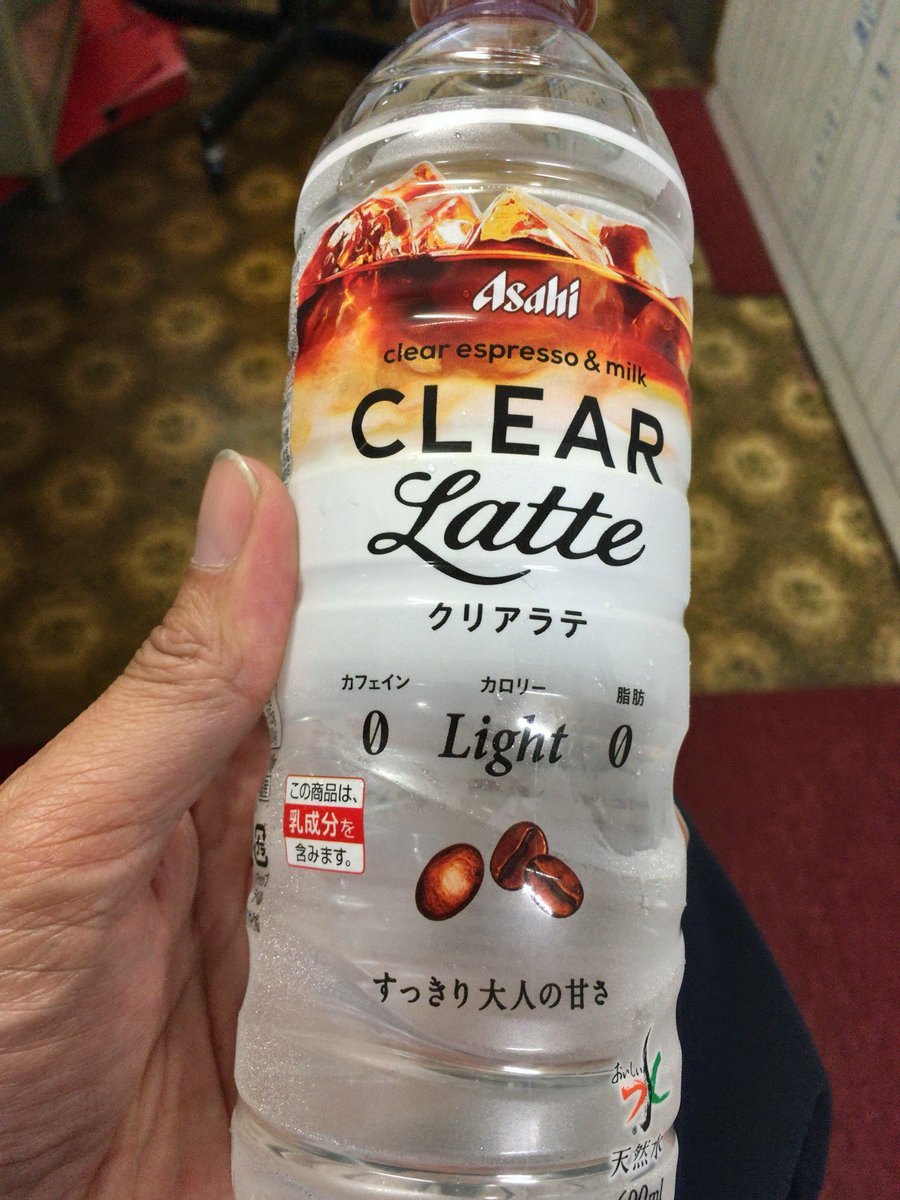 Asahi
clear espresso & milk
CLEAR
Latte
クリアラテ
カフェイン カロリー 脂肪
0 Light 0
この商品は、
乳成分を
含みます。
すっきり大人の甘さ
おいしい水
天然水
600ml